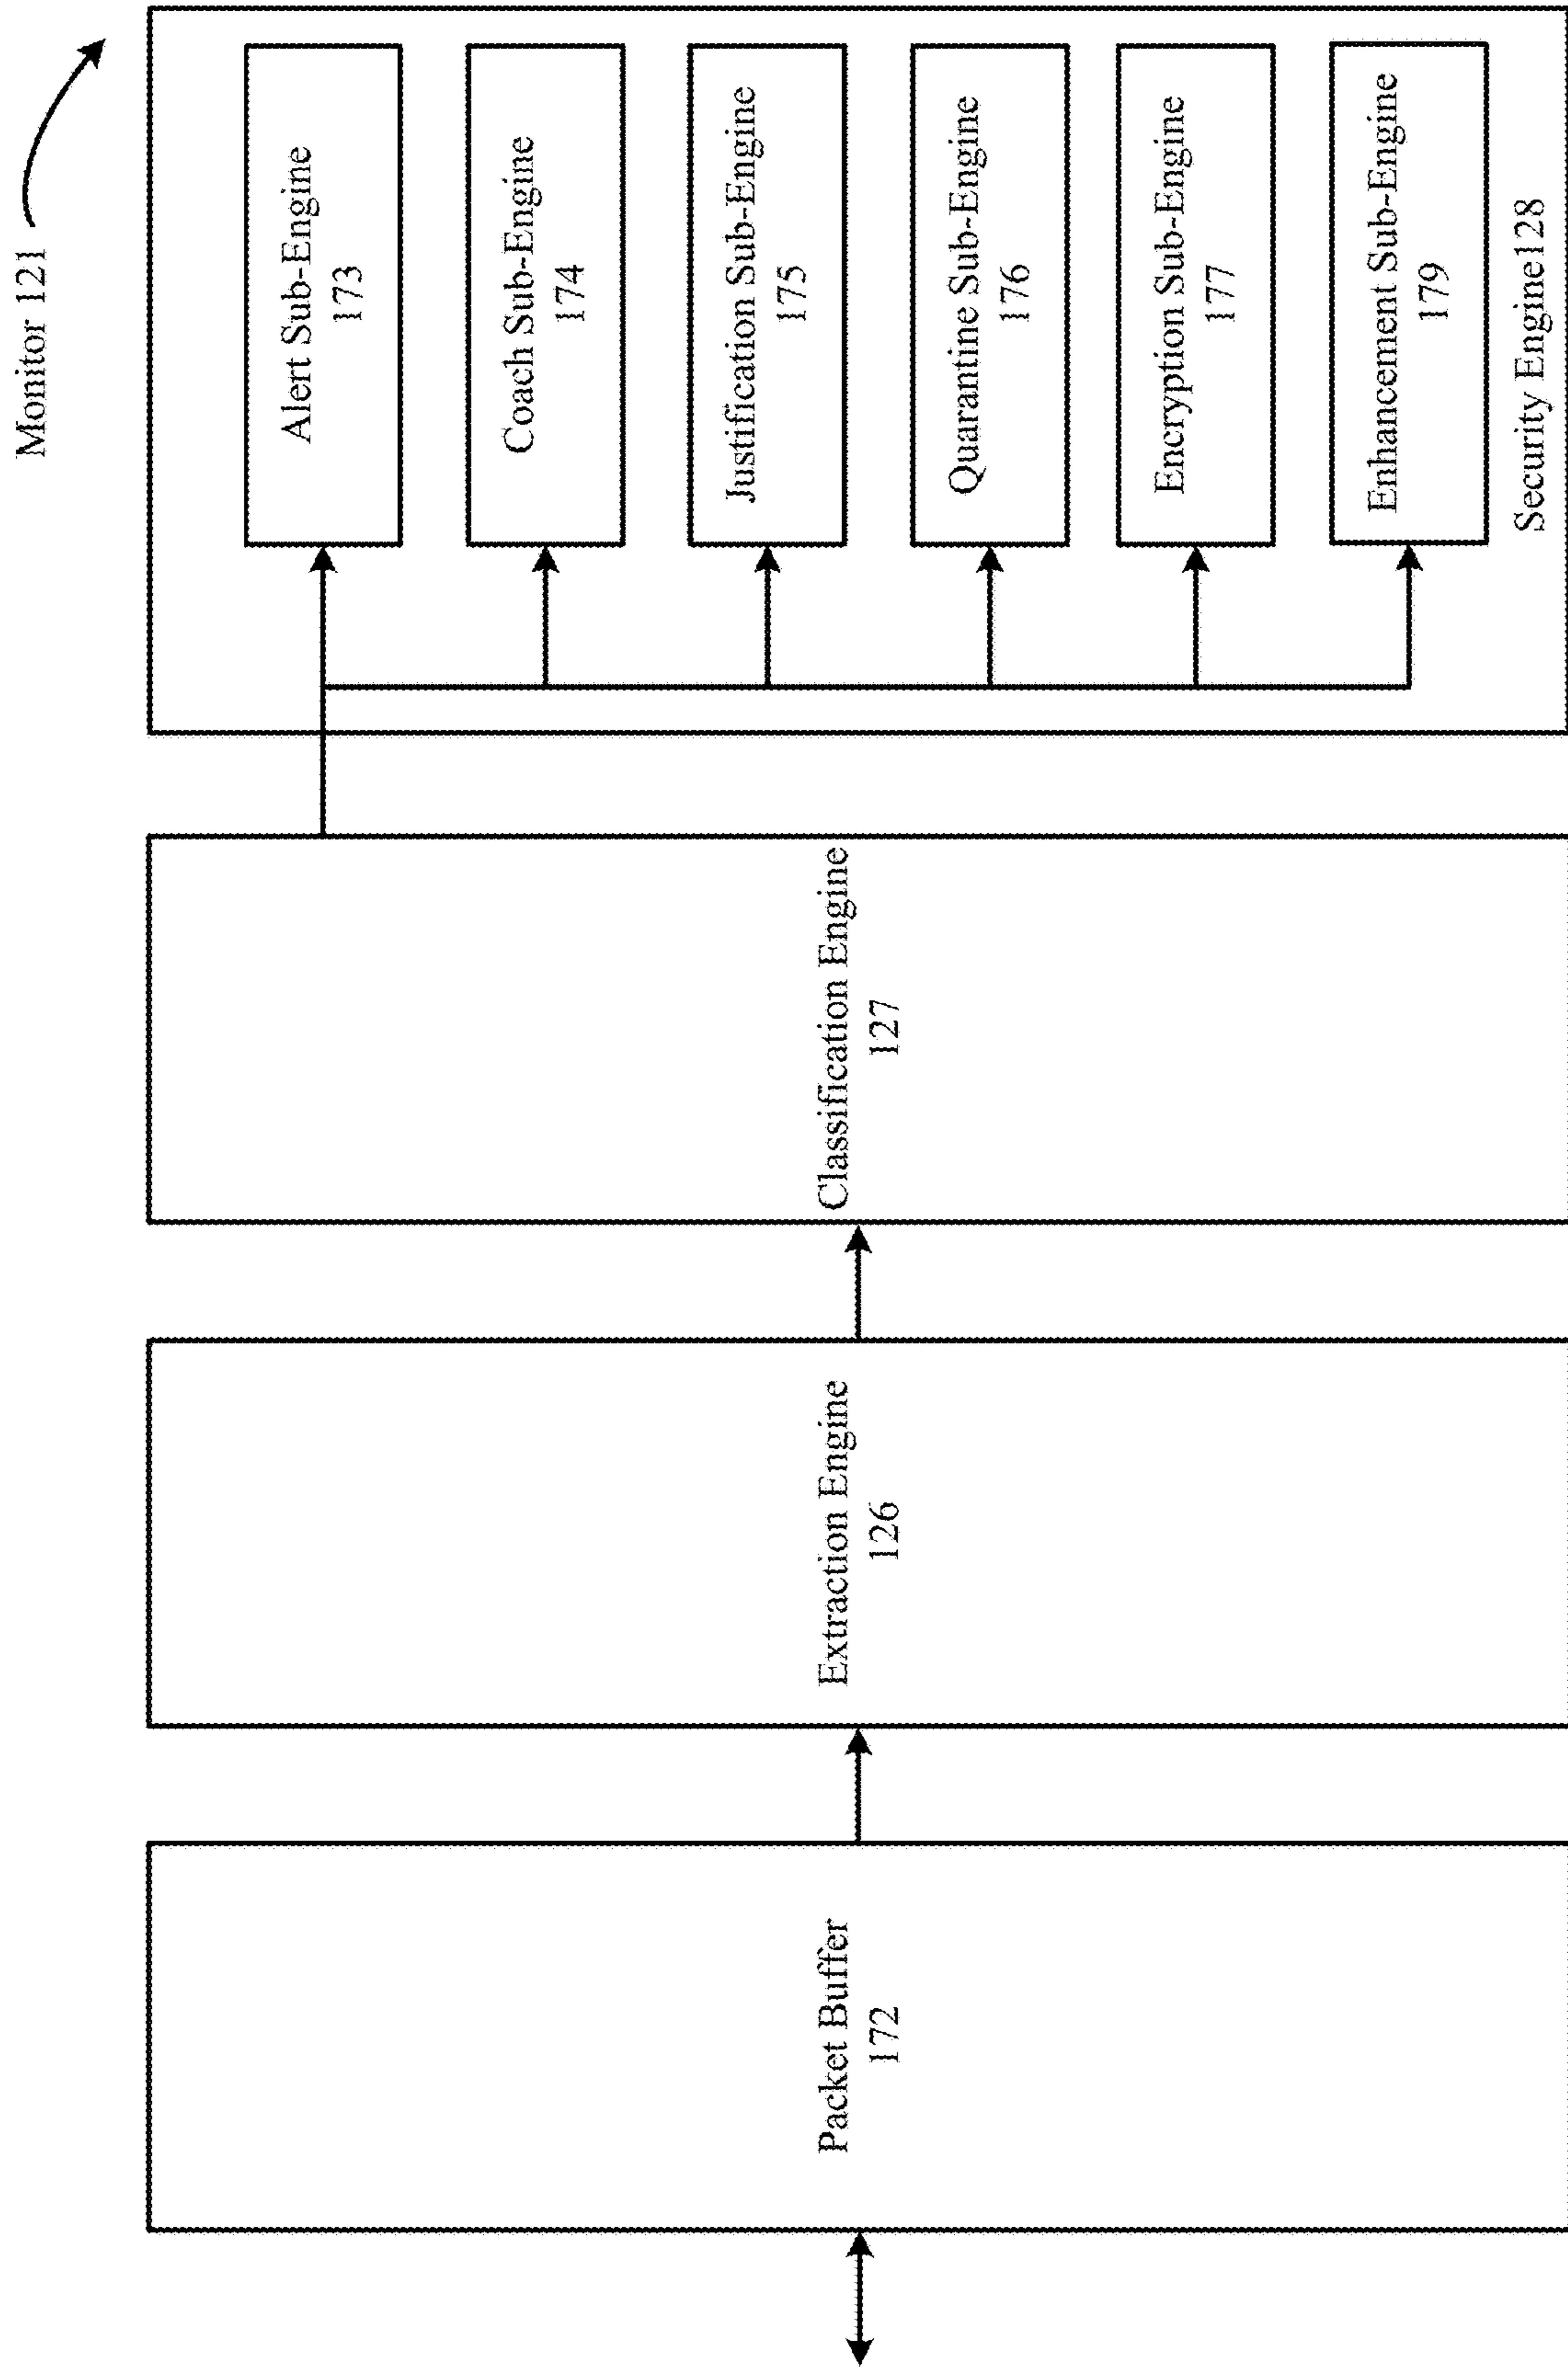 Monitor 121
Packet Buffer
172
Extraction Engine
126
Classification Engine
127
Alert Sub-Engine
173
Coach Sub-Engine
174
Justification Sub-Engine
175
Quarantine Sub-Engine
176
Encryption Sub-Engine
177
Enhancement Sub-Engine
179
Security Engine128